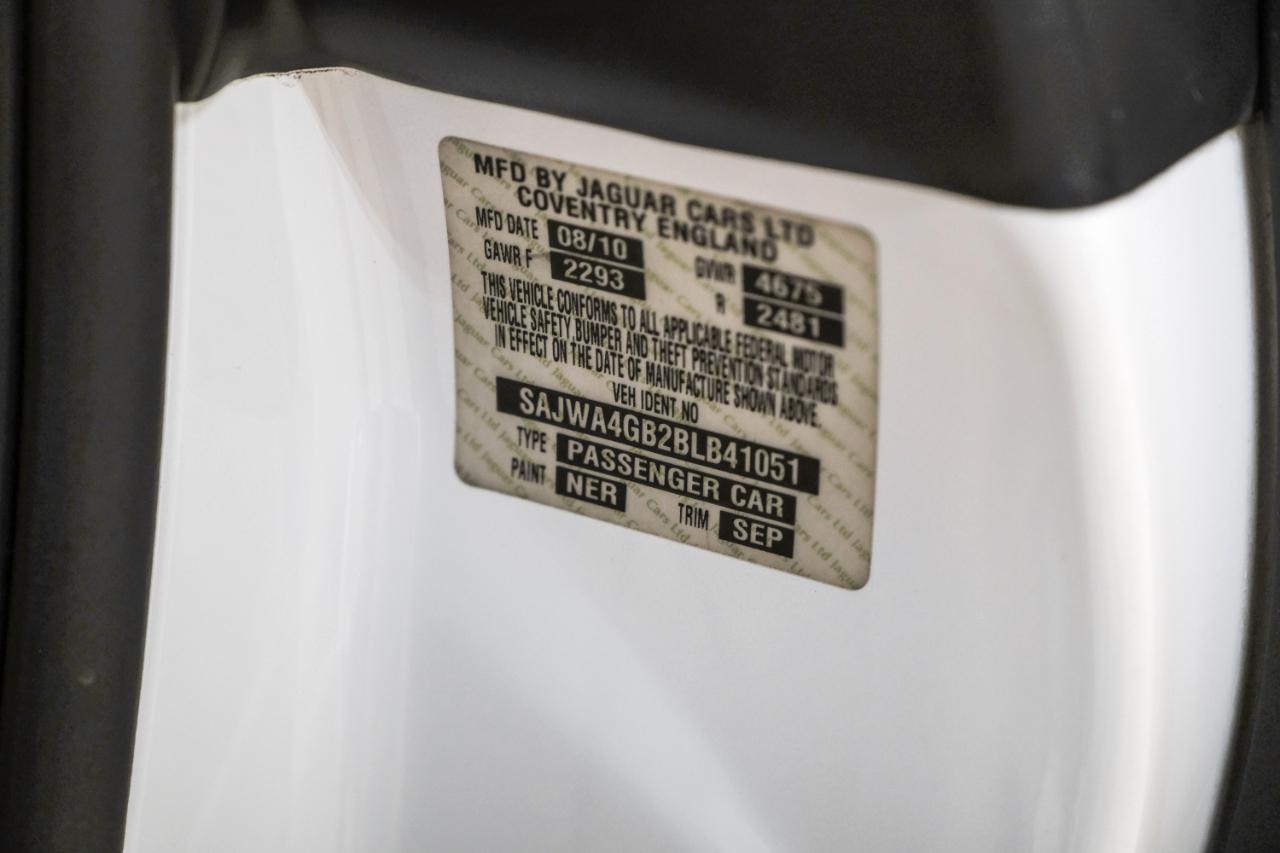 MFD BY JAGUAR CARS LTD
COVENTRY ENGLAND
MFD DATE 08/10 GVWR 4675
GAWR F 2293 R 2481
THIS VEHICLE CONFORMS TO ALL APPLICABLE FEDERAL MOTOR
VEHICLE SAFETY BUMPER AND THEFT PREVENTION STANDARDS
IN EFFECT ON THE DATE OF MANUFACTURE SHOWN ABOVE.
VEH IDENT NO
SAJWA4GB2BLB41051
TYPE PASSENGER CAR
PAINT NER TRIM SEP